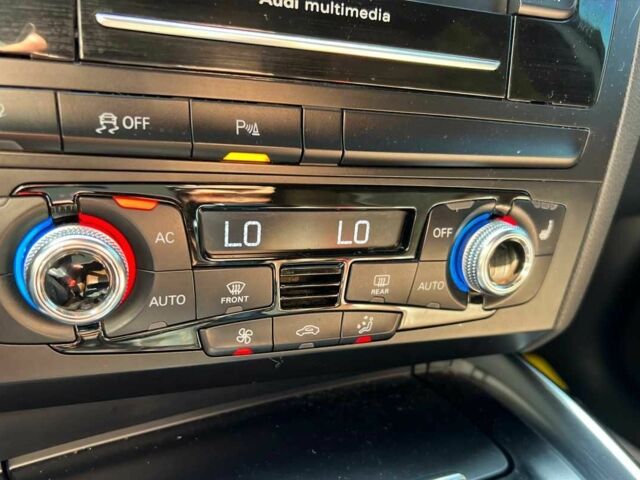 Audi multimedia
OFF
P
LO LO
AC
OFF
AUTO
FRONT
REAR
AUTO